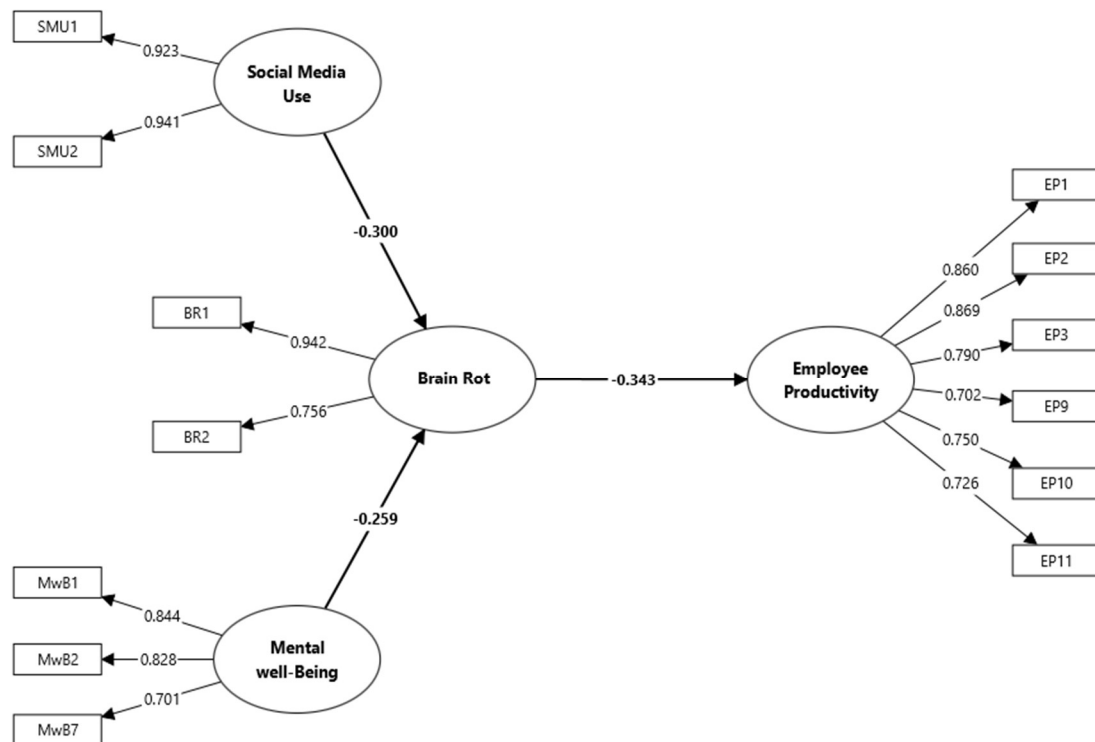 SMU1
0.923
Social Media
Use
0.941
SMU2
EP1
-0.300
0.860
EP2
0.869
BR1
0.942
EP3
0.790
Brain Rot
-0.343
Employee
Productivity
0.702
EP9
BR2
0.756
0.750
EP10
0.726
-0.259
EP11
MwB1
0.844
MwB2
0.828
Mental
well-Being
0.701
MwB7